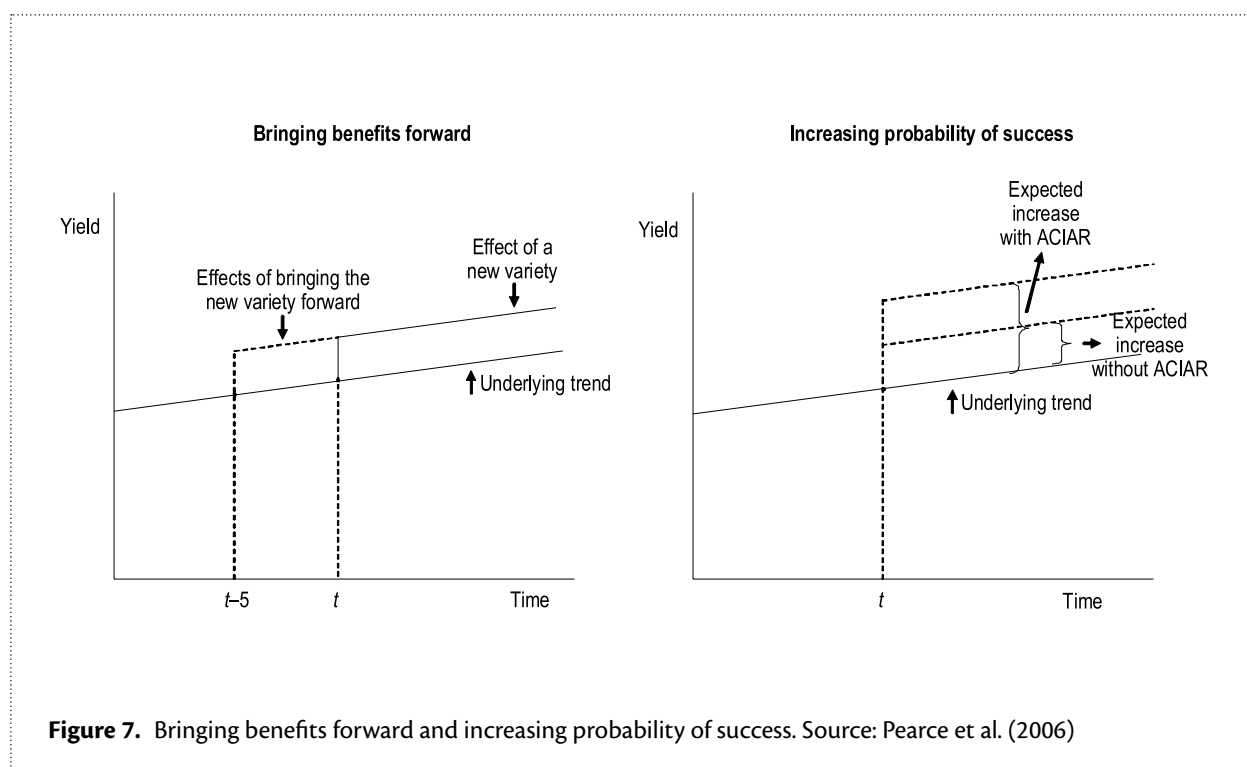 Bringing benefits forward
Yield
Effects of bringing the
new variety forward
Effect of a
new variety
Underlying trend
t–5
t
Time
Increasing probability of success
Yield
Expected
increase
with ACIAR
Expected
increase
without ACIAR
Underlying trend
t
Time
Figure 7. Bringing benefits forward and increasing probability of success. Source: Pearce et al. (2006)